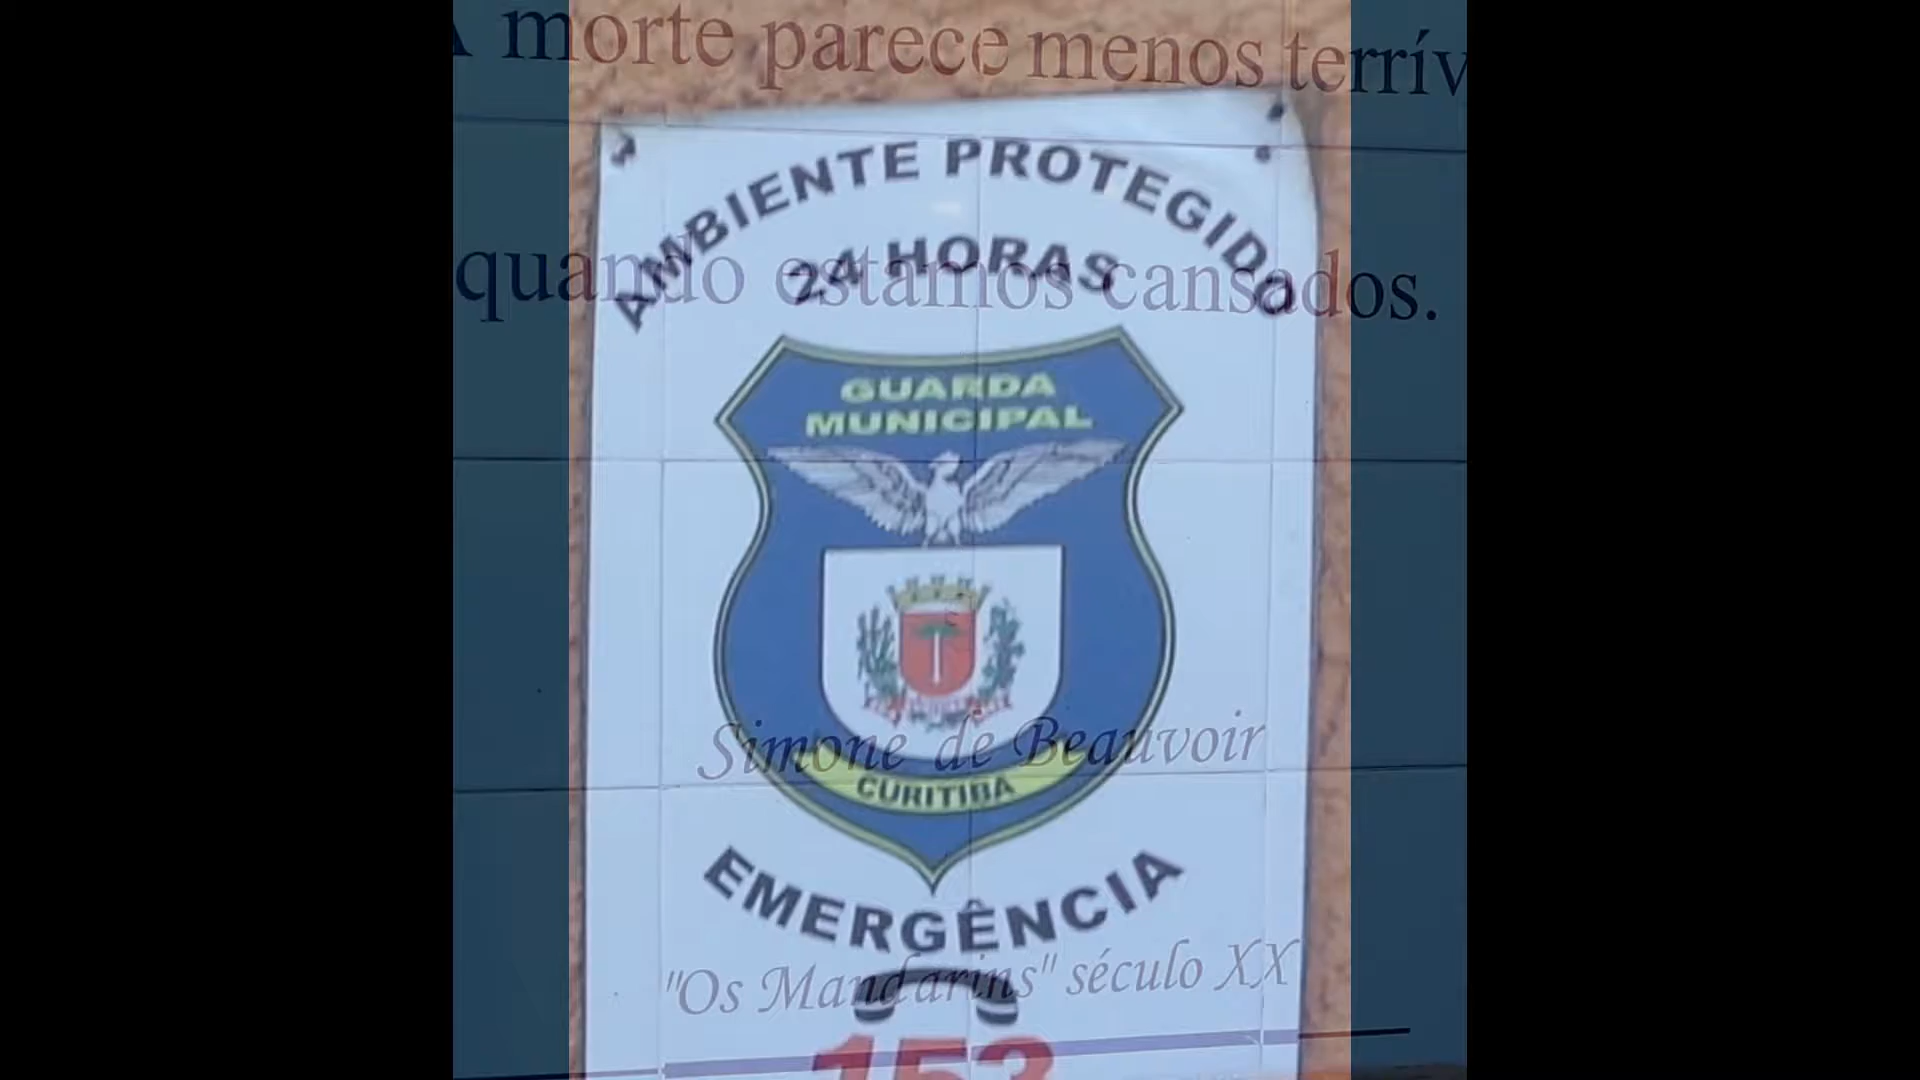 A morte parece menos terrív
AMBIENTE PROTEGIDO
24 HORAS
quando estamos cansados.
GUARDA
MUNICIPAL
Simone de Beauvoir
CURITIBA
EMERGÊNCIA
"Os Mandarins" século XX
153